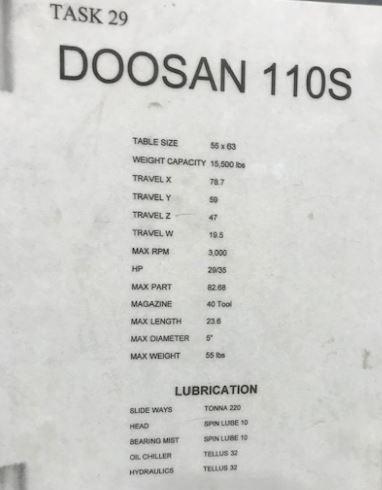 TASK 29
DOOSAN 110S
TABLE SIZE 55 x 63
WEIGHT CAPACITY 15,500 lbs
TRAVEL X 78.7
TRAVEL Y 59
TRAVEL Z 47
TRAVEL W 19.5
MAX RPM 3,000
HP 29/35
MAX PART 82.68
MAGAZINE 40 Tool
MAX LENGTH 23.6
MAX DIAMETER 5"
MAX WEIGHT 55 lbs
LUBRICATION
SLIDE WAYS TONNA 220
HEAD SPIN LUBE 10
BEARING MIST SPIN LUBE 10
OIL CHILLER TELLUS 32
HYDRAULICS TELLUS 32